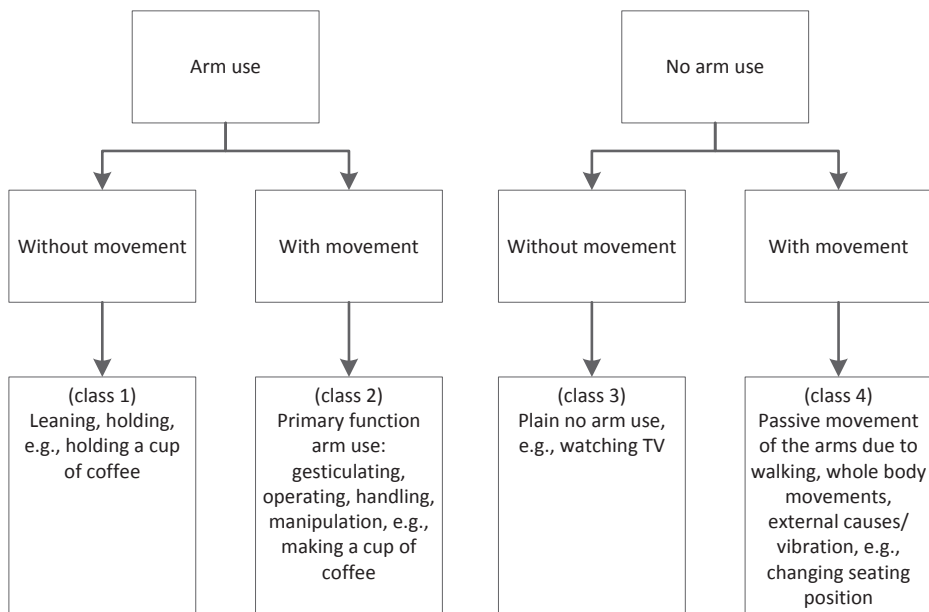 Arm use
No arm use
Without movement
With movement
Without movement
With movement
(class 1)
Leaning, holding,
e.g., holding a cup
of coffee
(class 2)
Primary function
arm use:
gesticulating,
operating, handling,
manipulation, e.g.,
making a cup of
coffee
(class 3)
Plain no arm use,
e.g., watching TV
(class 4)
Passive movement
of the arms due to
walking, whole body
movements,
external causes/
vibration, e.g.,
changing seating
position